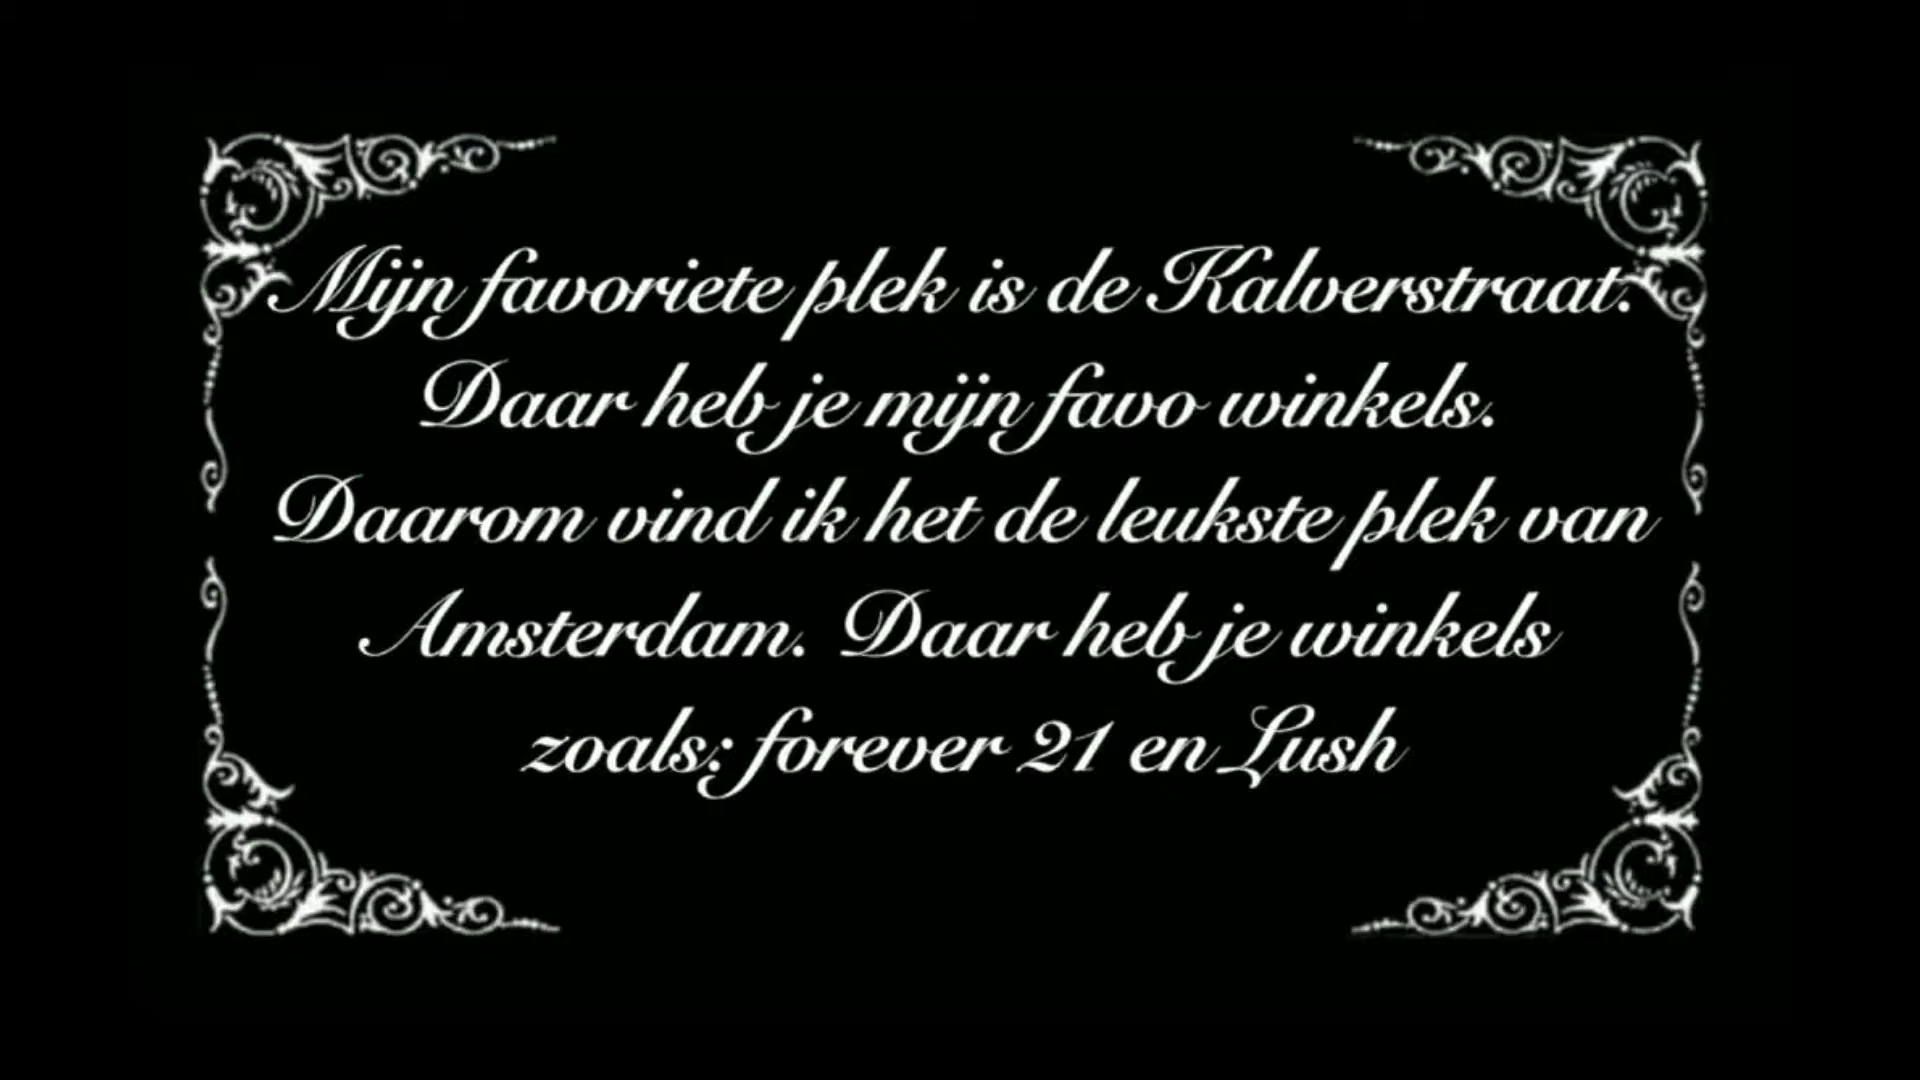 Mijn favoriete plek is de Kalverstraat.
Daar heb je mijn favo winkels.
Daarom vind ik het de leukste plek van
Amsterdam. Daar heb je winkels
zoals: forever 21 en Lush